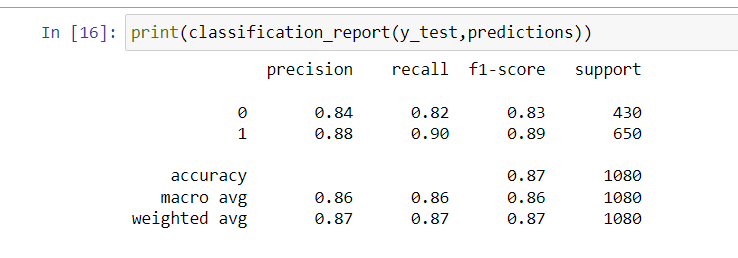 In [16]: print(classification_report(y_test,predictions))
precision recall f1-score support
0 0.84 0.82 0.83 430
1 0.88 0.90 0.89 650
accuracy 0.87 1080
macro avg 0.86 0.86 0.86 1080
weighted avg 0.87 0.87 0.87 1080